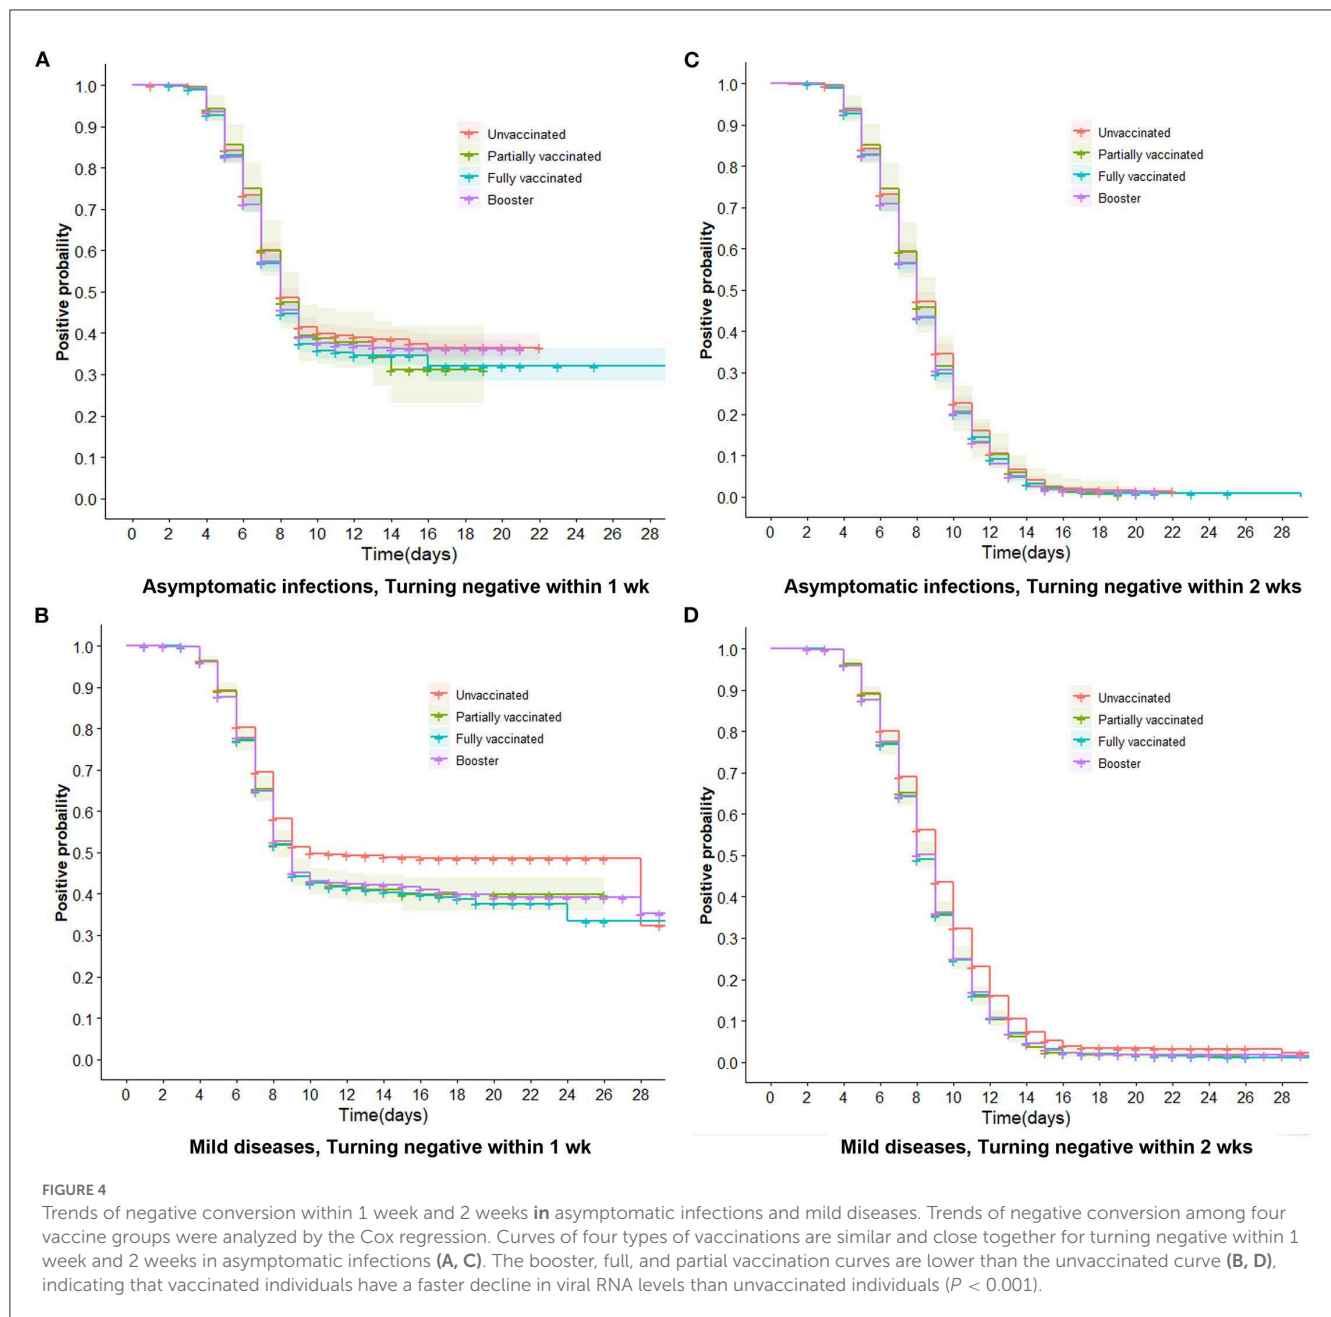 A
Positive probaility
1.0
0.9
0.8
0.7
0.6
0.5
0.4
0.3
0.2
0.1
0.0
Unvaccinated
Partially vaccinated
Fully vaccinated
Booster
0 2 4 6 8 10 12 14 16 18 20 22 24 26 28
Time(days)
Asymptomatic infections, Turning negative within 1 wk
C
Positive probability
1.0
0.9
0.8
0.7
0.6
0.5
0.4
0.3
0.2
0.1
0.0
Unvaccinated
Partially vaccinated
Fully vaccinated
Booster
0 2 4 6 8 10 12 14 16 18 20 22 24 26 28
Time(days)
Asymptomatic infections, Turning negative within 2 wks
B
Positive probability
1.0
0.9
0.8
0.7
0.6
0.5
0.4
0.3
0.2
0.1
0.0
Unvaccinated
Partially vaccinated
Fully vaccinated
Booster
0 2 4 6 8 10 12 14 16 18 20 22 24 26 28
Time(days)
Mild diseases, Turning negative within 1 wk
D
Positive probability
1.0
0.9
0.8
0.7
0.6
0.5
0.4
0.3
0.2
0.1
0.0
Unvaccinated
Partially vaccinated
Fully vaccinated
Booster
0 2 4 6 8 10 12 14 16 18 20 22 24 26 28
Time(days)
Mild diseases, Turning negative within 2 wks
FIGURE 4
Trends of negative conversion within 1 week and 2 weeks in asymptomatic infections and mild diseases. Trends of negative conversion among four
vaccine groups were analyzed by the Cox regression. Curves of four types of vaccinations are similar and close together for turning negative within 1
week and 2 weeks in asymptomatic infections (A, C). The booster, full, and partial vaccination curves are lower than the unvaccinated curve (B, D),
indicating that vaccinated individuals have a faster decline in viral RNA levels than unvaccinated individuals (P < 0.001).